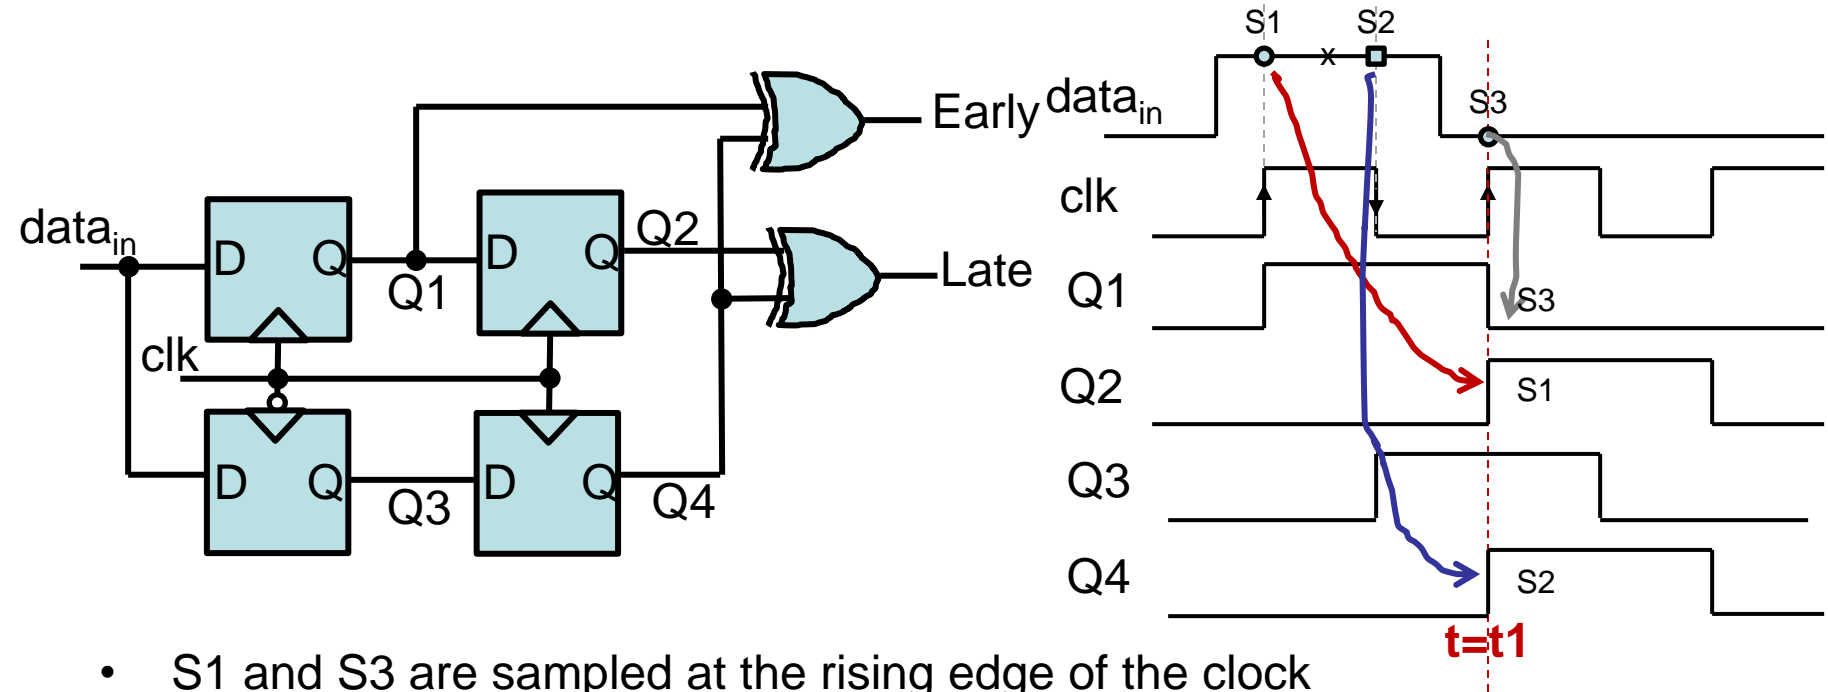 S1 S2
x
Early data_in
S3
data_in
D Q D Q Q2
Q1
Late
clk
clk
Q1
S3
Q2
S1
D Q D Q
Q3 Q4
Q3
Q4
S2
t=t1
• S1 and S3 are sampled at the rising edge of the clock